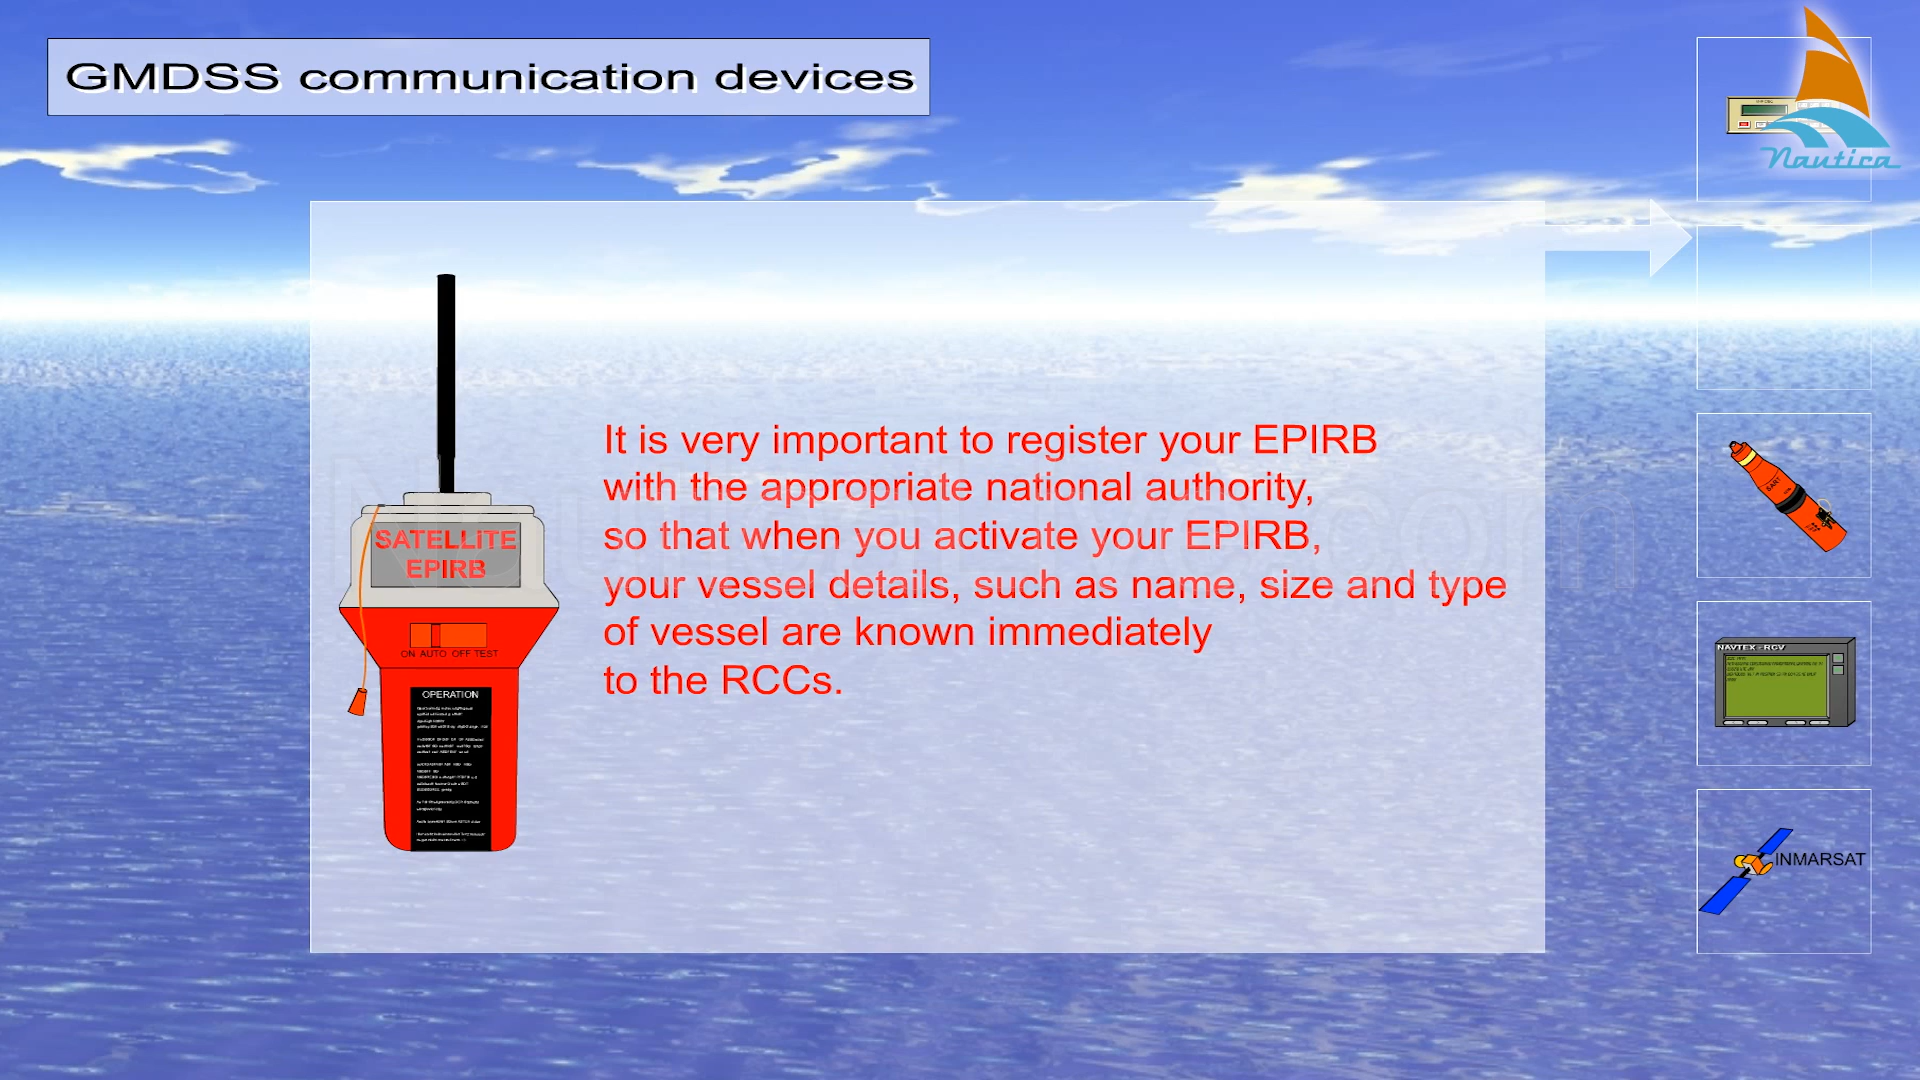 GMDSS communication devices
Nautica
It is very important to register your EPIRB
with the appropriate national authority,
so that when you activate your EPIRB,
your vessel details, such as name, size and type
of vessel are known immediately
to the RCCs.
SATELLITE
EPIRB
ON AUTO OFF TEST
OPERATION
SART
NAVTEX-RCV
INMARSAT